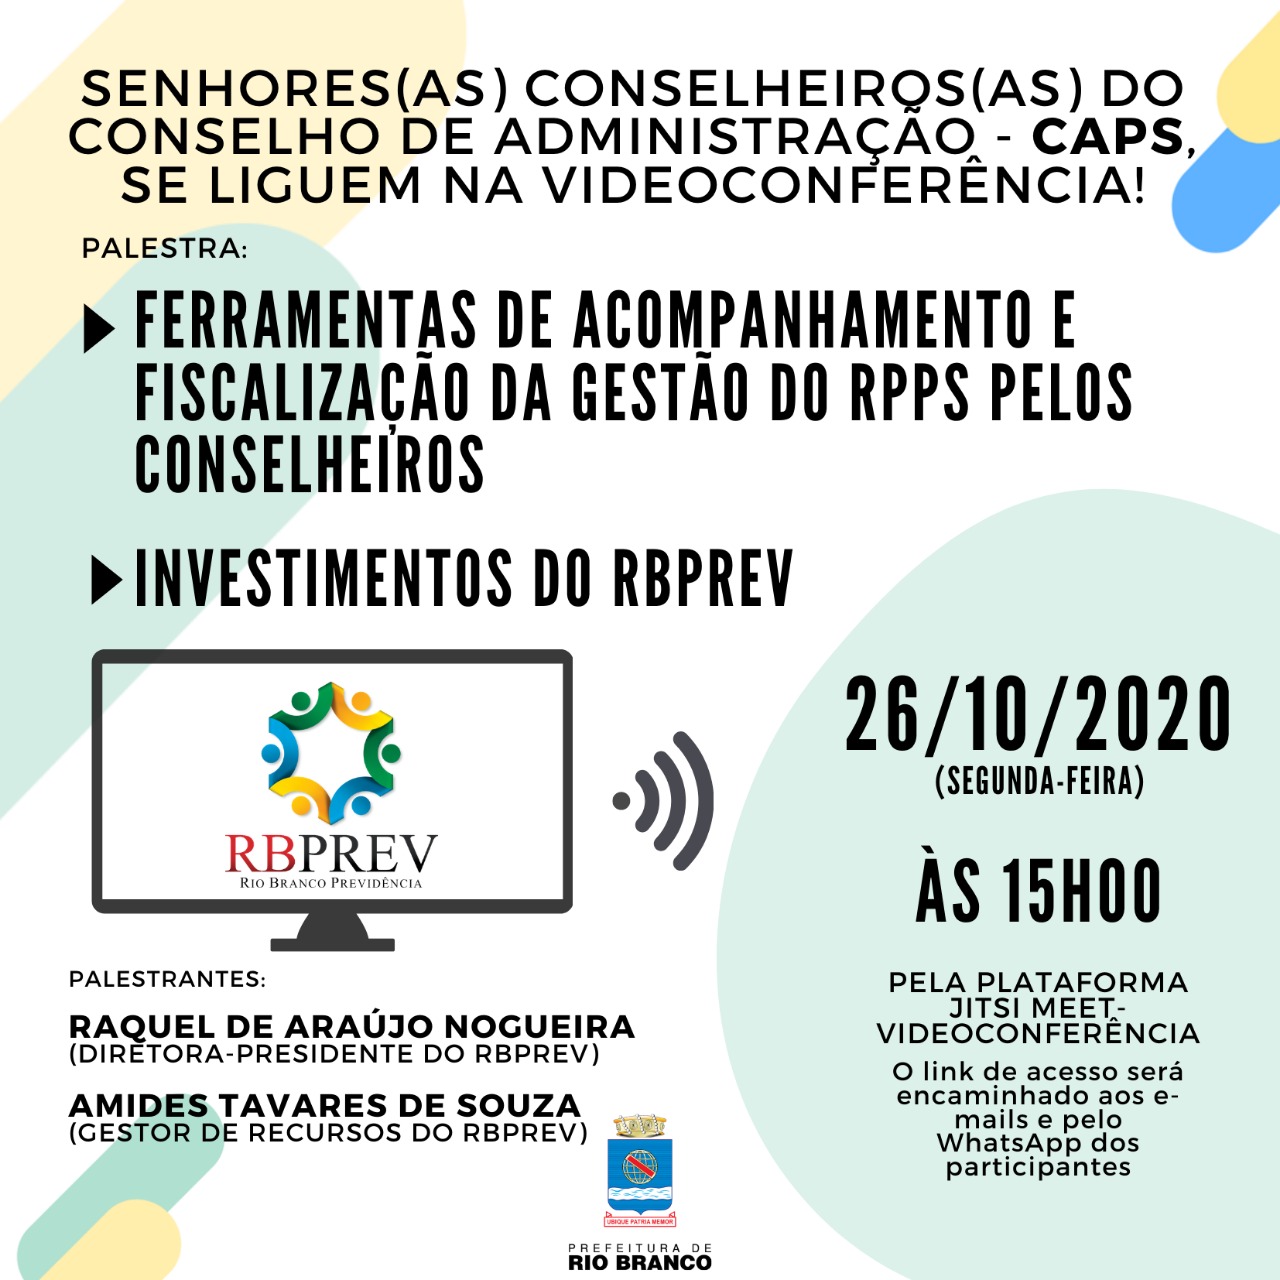 SENHORES(AS) CONSELHEIROS(AS) DO
CONSELHO DE ADMINISTRAÇÃO - CAPS,
SE LIGUEM NA VIDEOCONFERÊNCIA!
PALESTRA:
FERRAMENTAS DE ACOMPANHAMENTO E
FISCALIZAÇÃO DA GESTÃO DO RPPS PELOS
CONSELHEIROS
INVESTIMENTOS DO RBPREV
RBPREV
RIO BRANCO PREVIDÊNCIA
26/10/2020
(SEGUNDA-FEIRA)
ÀS 15H00
PELA PLATAFORMA
JITSI MEET-
VIDEOCONFERÊNCIA
O link de acesso será
encaminhado aos e-
mails e pelo
WhatsApp dos
participantes
PALESTRANTES:
RAQUEL DE ARAÚJO NOGUEIRA
(DIRETORA-PRESIDENTE DO RBPREV)
AMIDES TAVARES DE SOUZA
(GESTOR DE RECURSOS DO RBPREV)
UBIQUE PATRIA MEMOR
PREFEITURA DE
RIO BRANCO